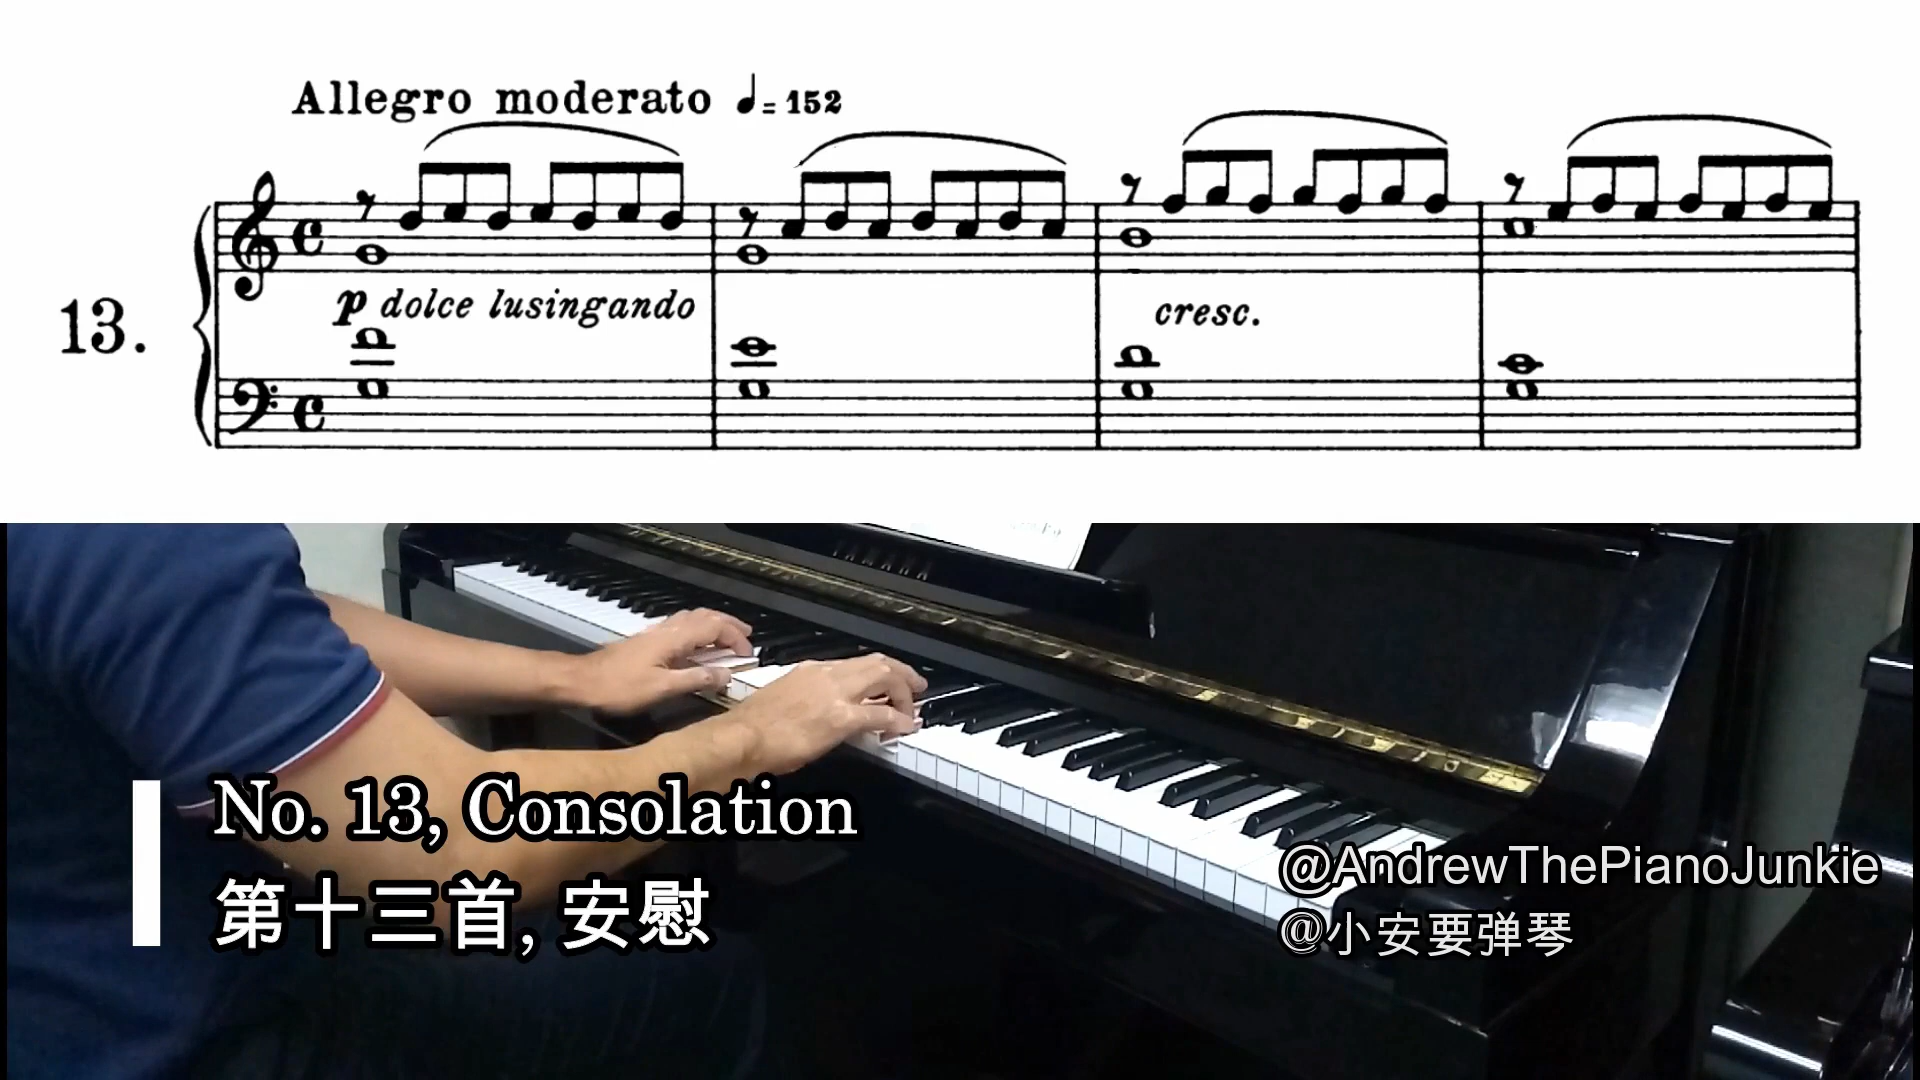 Allegro moderato ♩= 152
13.
p dolce lusingando
cresc.
YAMAHA
No. 13, Consolation
第十三首, 安慰
@AndrewThePianoJunkie
@小安要弹琴